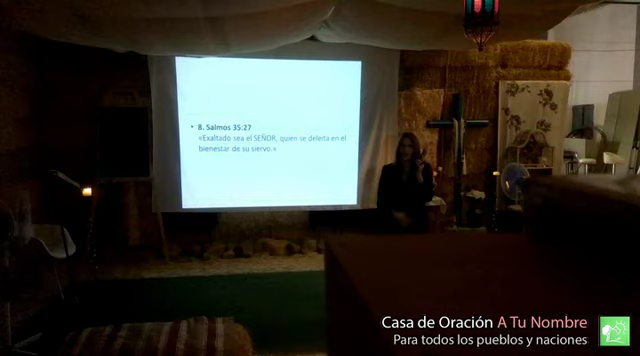 • 8. Salmos 35:27
«Exaltado sea el SEÑOR, quien se deleita en el
bienestar de su siervo.»
Casa de Oración A Tu Nombre
Para todos los pueblos y naciones